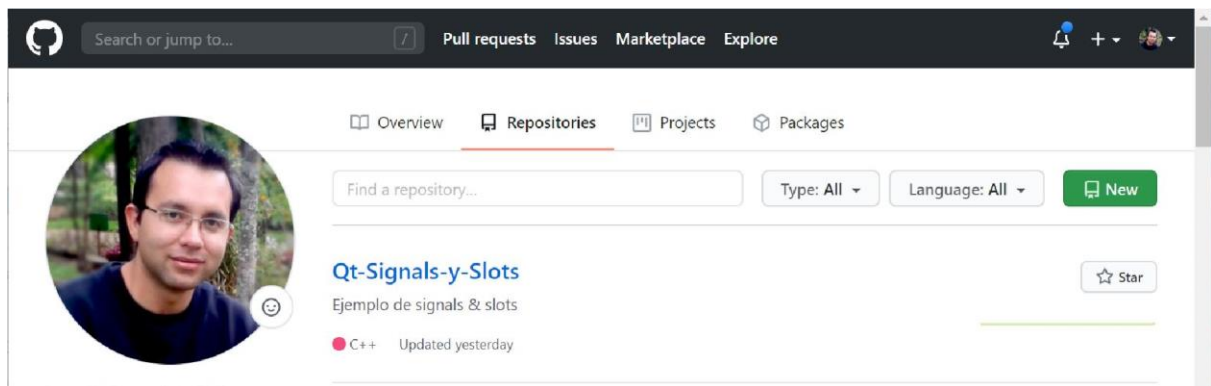 Search or jump to... / Pull requests Issues Marketplace Explore
Overview Repositories Projects Packages
Find a repository... Type: All Language: All New
Qt-Signals-y-Slots Star
Ejemplo de signals & slots
C++ Updated yesterday